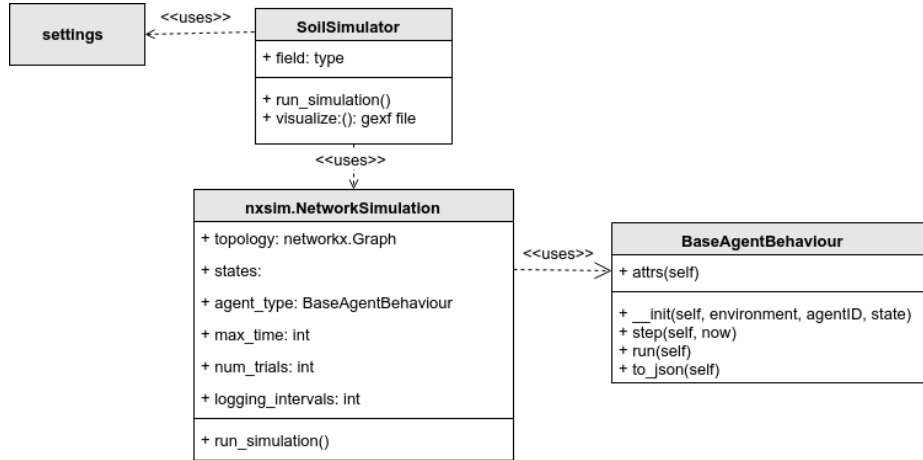 <<uses>>
settings
SoilSimulator
+ field: type
+ run_simulation()
+ visualize:(): gexf file
<<uses>>
nxsim.NetworkSimulation
+ topology: networkx.Graph
+ states:
+ agent_type: BaseAgentBehaviour
+ max_time: int
+ num_trials: int
+ logging_intervals: int
+ run_simulation()
<<uses>>
BaseAgentBehaviour
+ attrs(self)
+ __init(self, environment, agentID, state)
+ step(self, now)
+ run(self)
+ to_json(self)